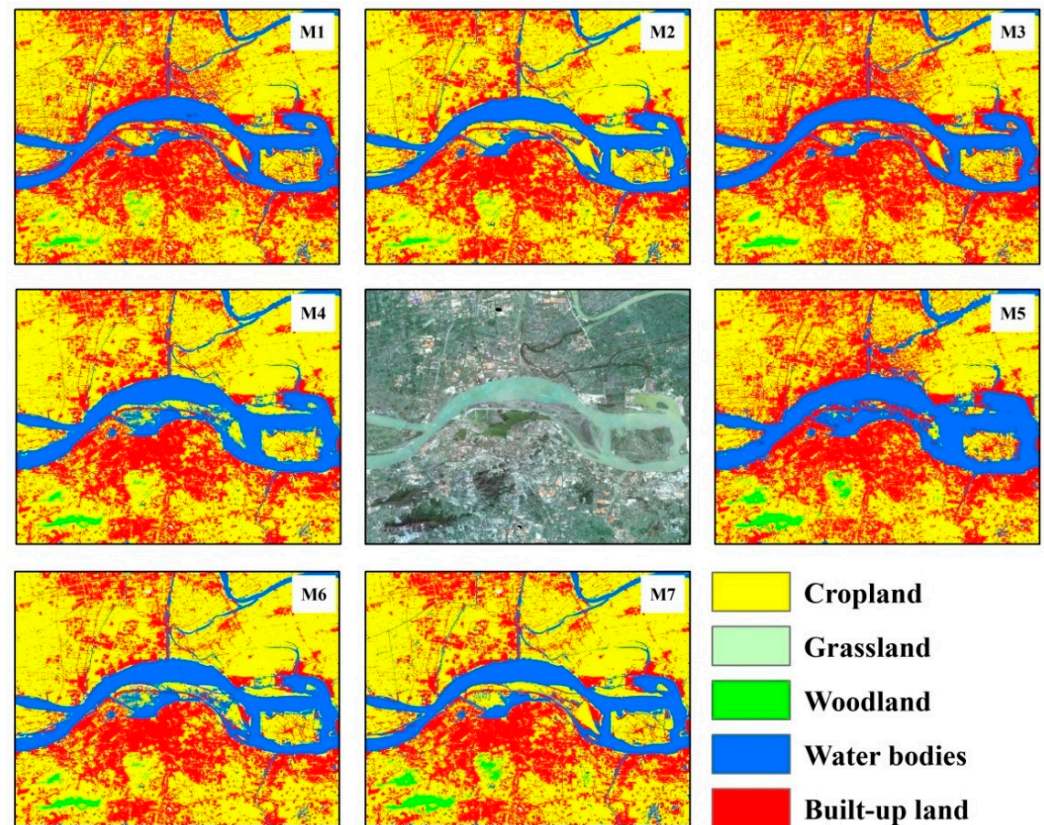 M1
M2
M3
M4
M5
M6
M7
Cropland
Grassland
Woodland
Water bodies
Built-up land